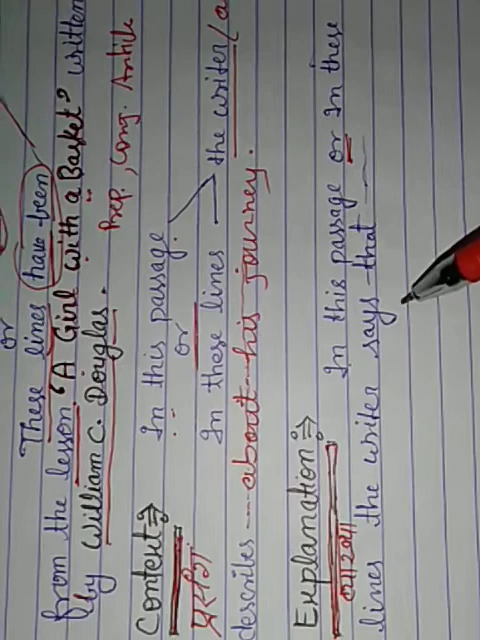 or
These lines have been
from the lesson "A Girl with a Basket" written
by William C. Douglas. Prep., Conj. Article
Context⇒ In this passage
or
प्रसंग In these lines — the writer (a
describes — about his journey.
Explanation⇒ In this passage or In these
व्याख्या
lines the writer says that —